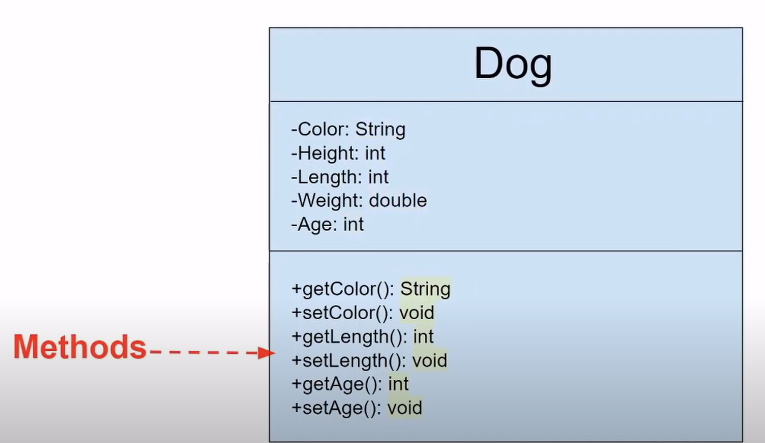 Dog
-Color: String
-Height: int
-Length: int
-Weight: double
-Age: int
+getColor(): String
+setColor(): void
+getLength(): int
Methods
+setLength(): void
+getAge(): int
+setAge(): void